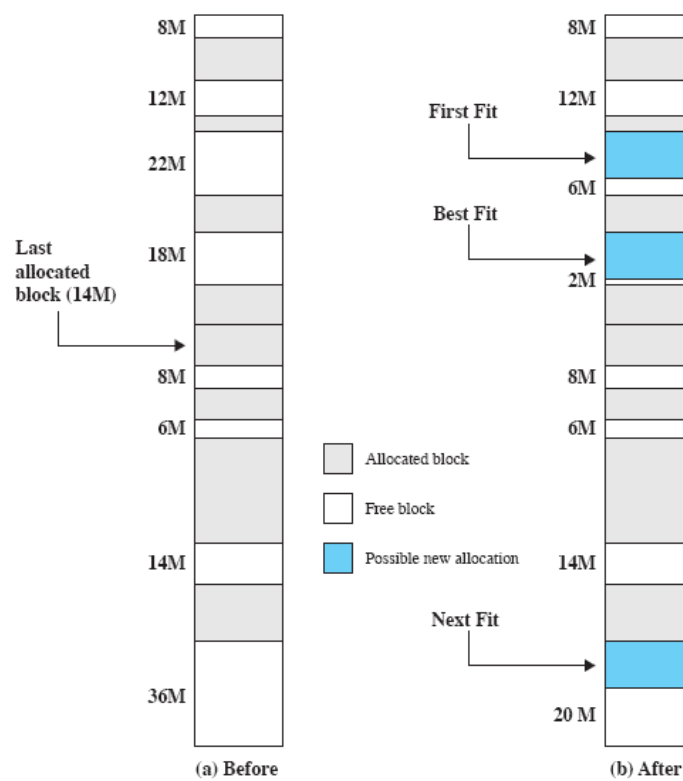 8M
12M
22M
18M
Last
allocated
block (14M)
8M
6M
14M
36M
(a) Before
Allocated block
Free block
Possible new allocation
8M
12M
First Fit
6M
Best Fit
2M
8M
6M
14M
Next Fit
20 M
(b) After